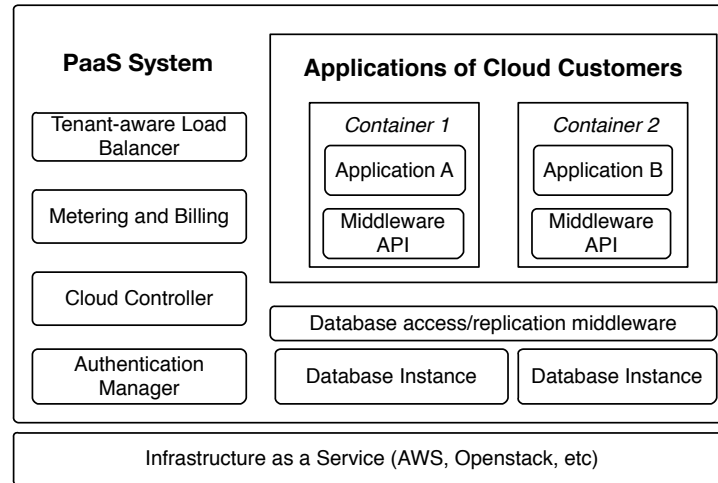 PaaS System
Tenant-aware Load
Balancer
Metering and Billing
Cloud Controller
Authentication
Manager
Applications of Cloud Customers
Container 1
Application A
Middleware
API
Container 2
Application B
Middleware
API
Database access/replication middleware
Database Instance
Database Instance
Infrastructure as a Service (AWS, Openstack, etc)